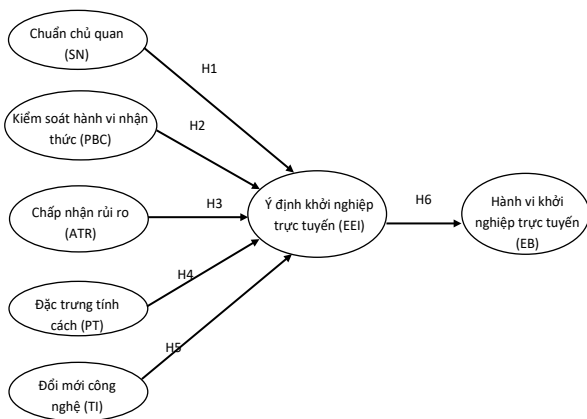 Chuẩn chủ quan
(SN)
H1
Kiểm soát hành vi nhận
thức (PBC)
H2
Chấp nhận rủi ro
(ATR)
H3
Ý định khởi nghiệp
trực tuyến (EEI)
H6
Hành vi khởi
nghiệp trực tuyến
(EB)
Đặc trưng tính
cách (PT)
H4
Đổi mới công
nghệ (TI)
H5